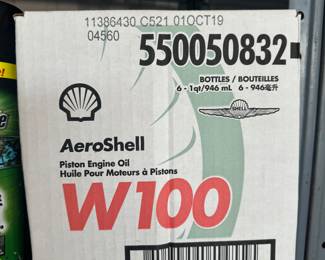 11386430 C521 01OCT19
04560
550050832
BOTTLES / BOUTEILLES
6 - 1qt/946 mL 6 - 946毫升
SHELL
AeroShell
Piston Engine Oil
Huile Pour Moteurs à Pistons
W100